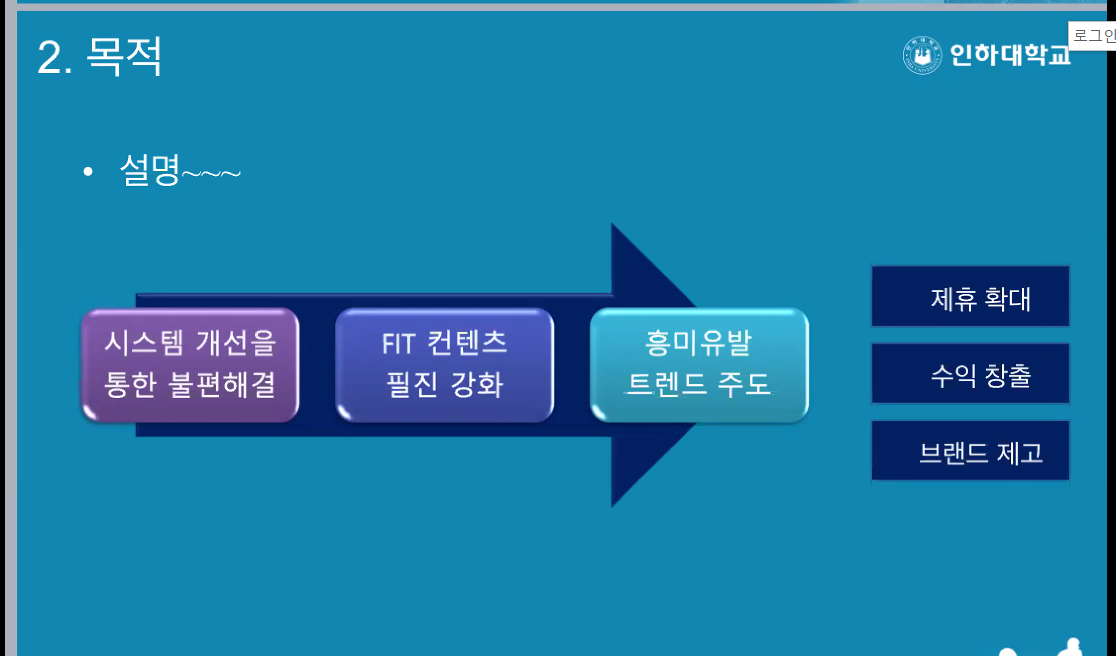 2. 목적
인하대학교
로그인
• 설명~~~
시스템 개선을
통한 불편해결
FIT 컨텐츠
필진 강화
흥미유발
트렌드 주도
제휴 확대
수익 창출
브랜드 제고